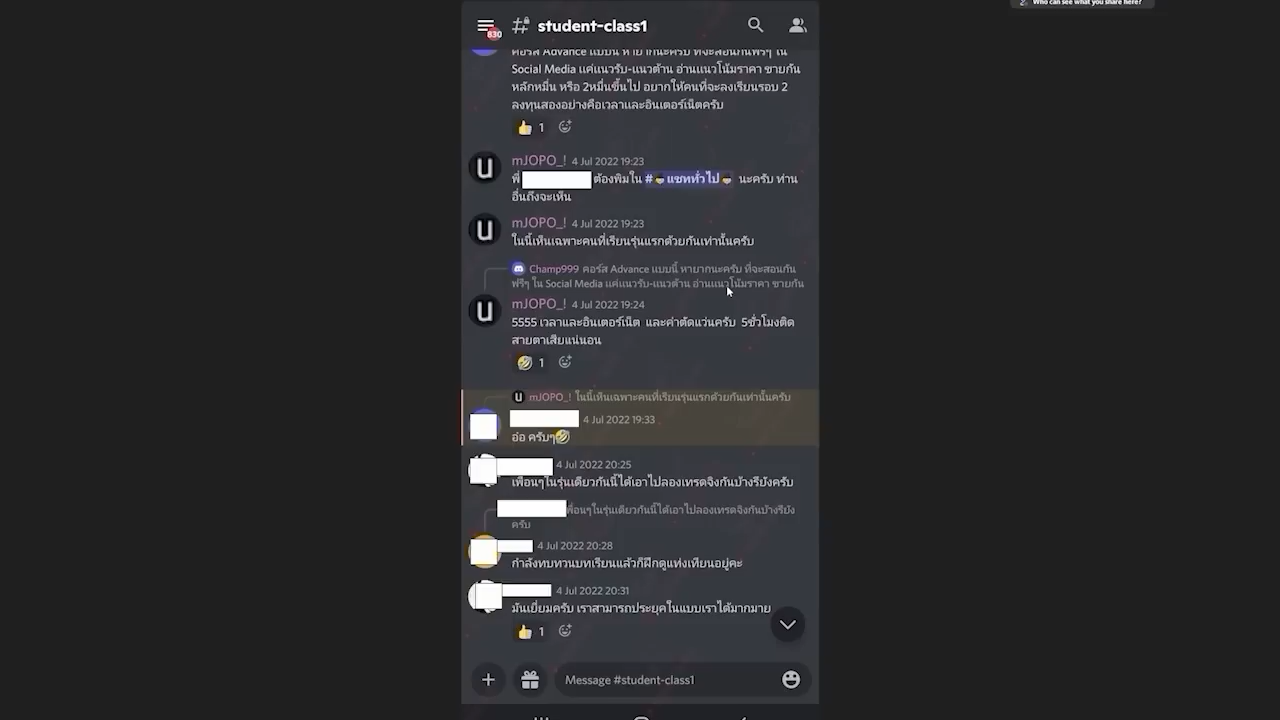 Who can see what you share here?
830
student-class1
คอร์ส Advance แบบนี้ หายากนะครับ ที่จะสอนกันฟรีๆ ใน
Social Media แค่แนวรับ-แนวต้าน อ่านแนวโน้มราคา ขายกัน
หลักหมื่น หรือ 2หมื่นขึ้นไป อยากให้คนที่จะลงเรียนรอบ 2
ลงทุนสองอย่างคือเวลาและอินเตอร์เน็ตครับ
👍 1
mJOPO_! 4 Jul 2022 19:23
พี่ ต้องพิมใน #แชททั่วไป นะครับ ท่าน
อื่นถึงจะเห็น
mJOPO_! 4 Jul 2022 19:23
ในนี้เห็นเฉพาะคนที่เรียนรุ่นแรกด้วยกันเท่านั้นครับ
Champ999 คอร์ส Advance แบบนี้ หายากนะครับ ที่จะสอนกัน
ฟรีๆ ใน Social Media แค่แนวรับ-แนวต้าน อ่านแนวโน้มราคา ขายกัน
mJOPO_! 4 Jul 2022 19:24
5555 เวลาและอินเตอร์เน็ต และค่าตัดแว่นครับ 5ชั่วโมงติด
สายตาเสียแน่นอน
🤣 1
mJOPO_! ในนี้เห็นเฉพาะคนที่เรียนรุ่นแรกด้วยกันเท่านั้นครับ
4 Jul 2022 19:33
อ๋อ ครับๆ🤣
4 Jul 2022 20:25
เพื่อนๆในรุ่นเดียวกันนี้ได้เอาไปลองเทรดจิงกันบ้างรึยังครับ
พื่อนๆในรุ่นเดียวกันนี้ได้เอาไปลองเทรดจิงกันบ้างรึยัง
ครับ
4 Jul 2022 20:28
กำลังทบทวนบทเรียนแล้วก็ฝึกดูแท่งเทียนอยู่คะ
4 Jul 2022 20:31
มันเยี่ยมครับ เราสามารถประยุคในแบบเราได้มากมาย
👍 1
Message #student-class1